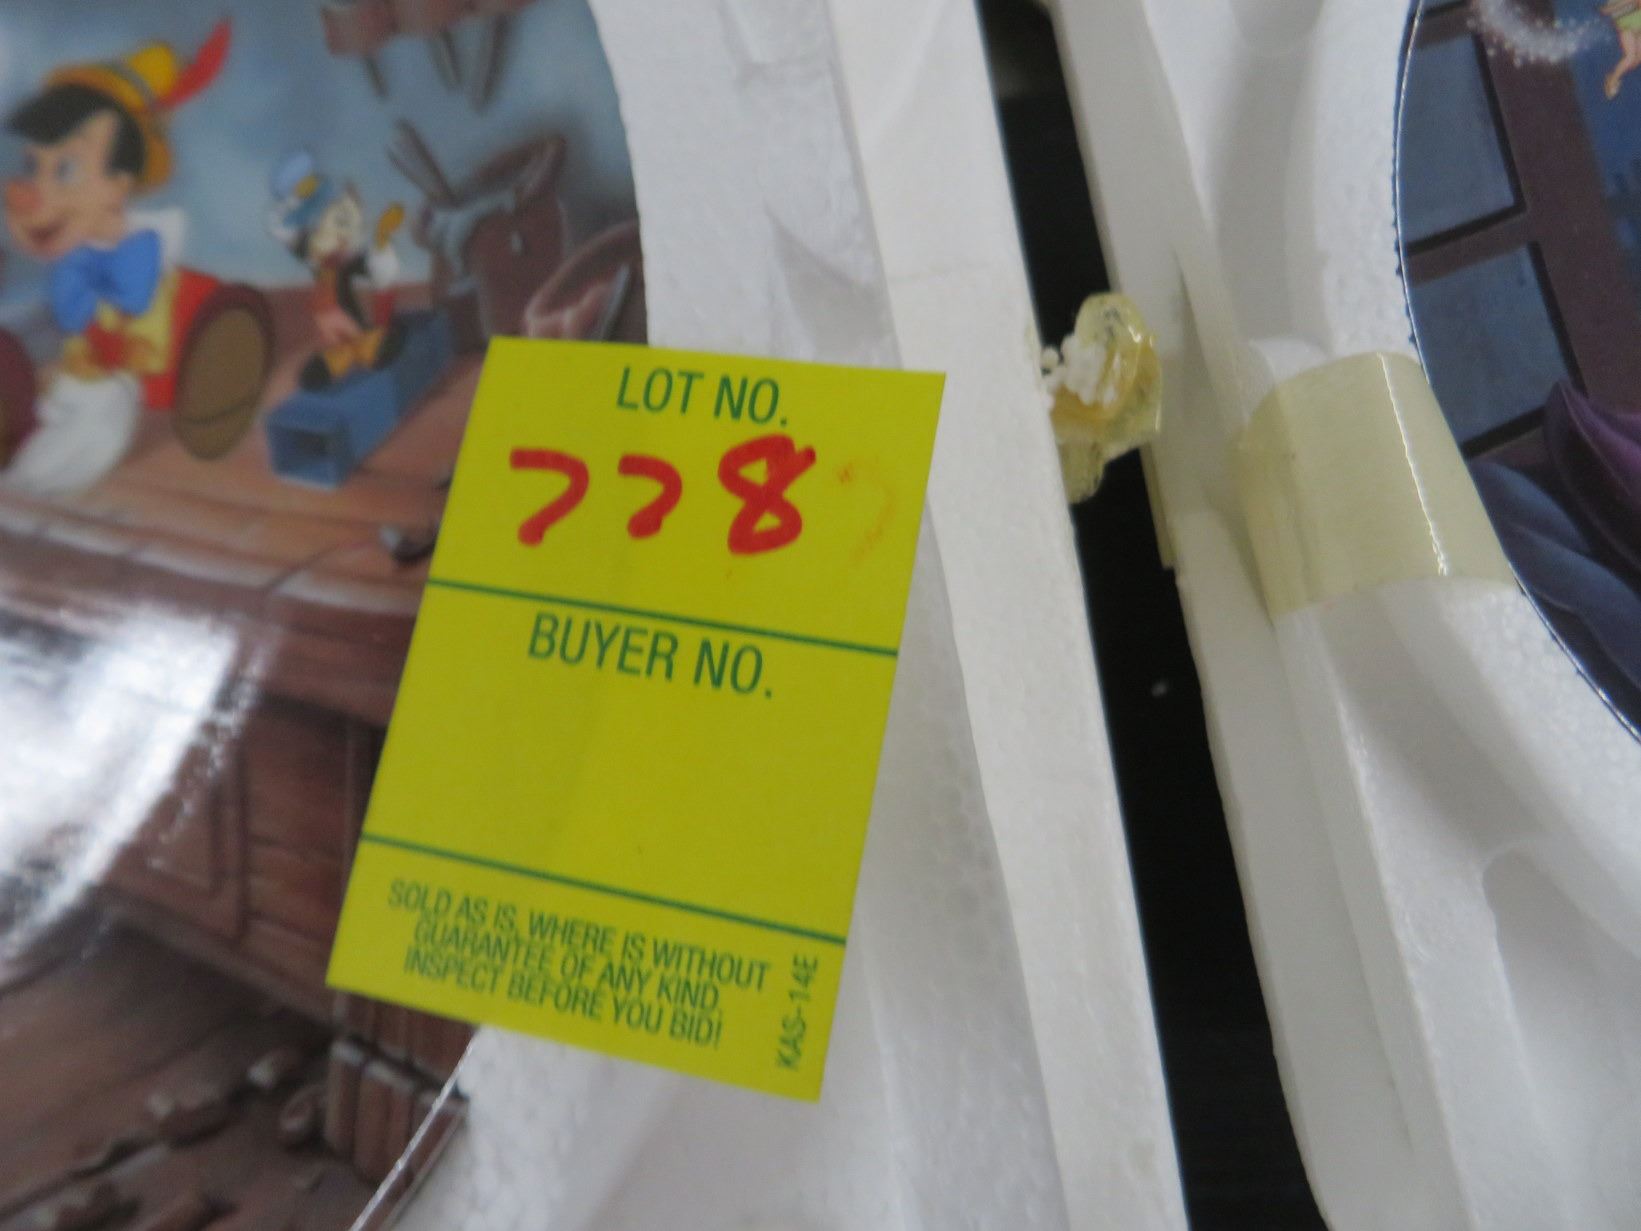 LOT NO.
778
BUYER NO.
SOLD AS IS, WHERE IS WITHOUT
GUARANTEE OF ANY KIND.
INSPECT BEFORE YOU BID!
KAS-14E